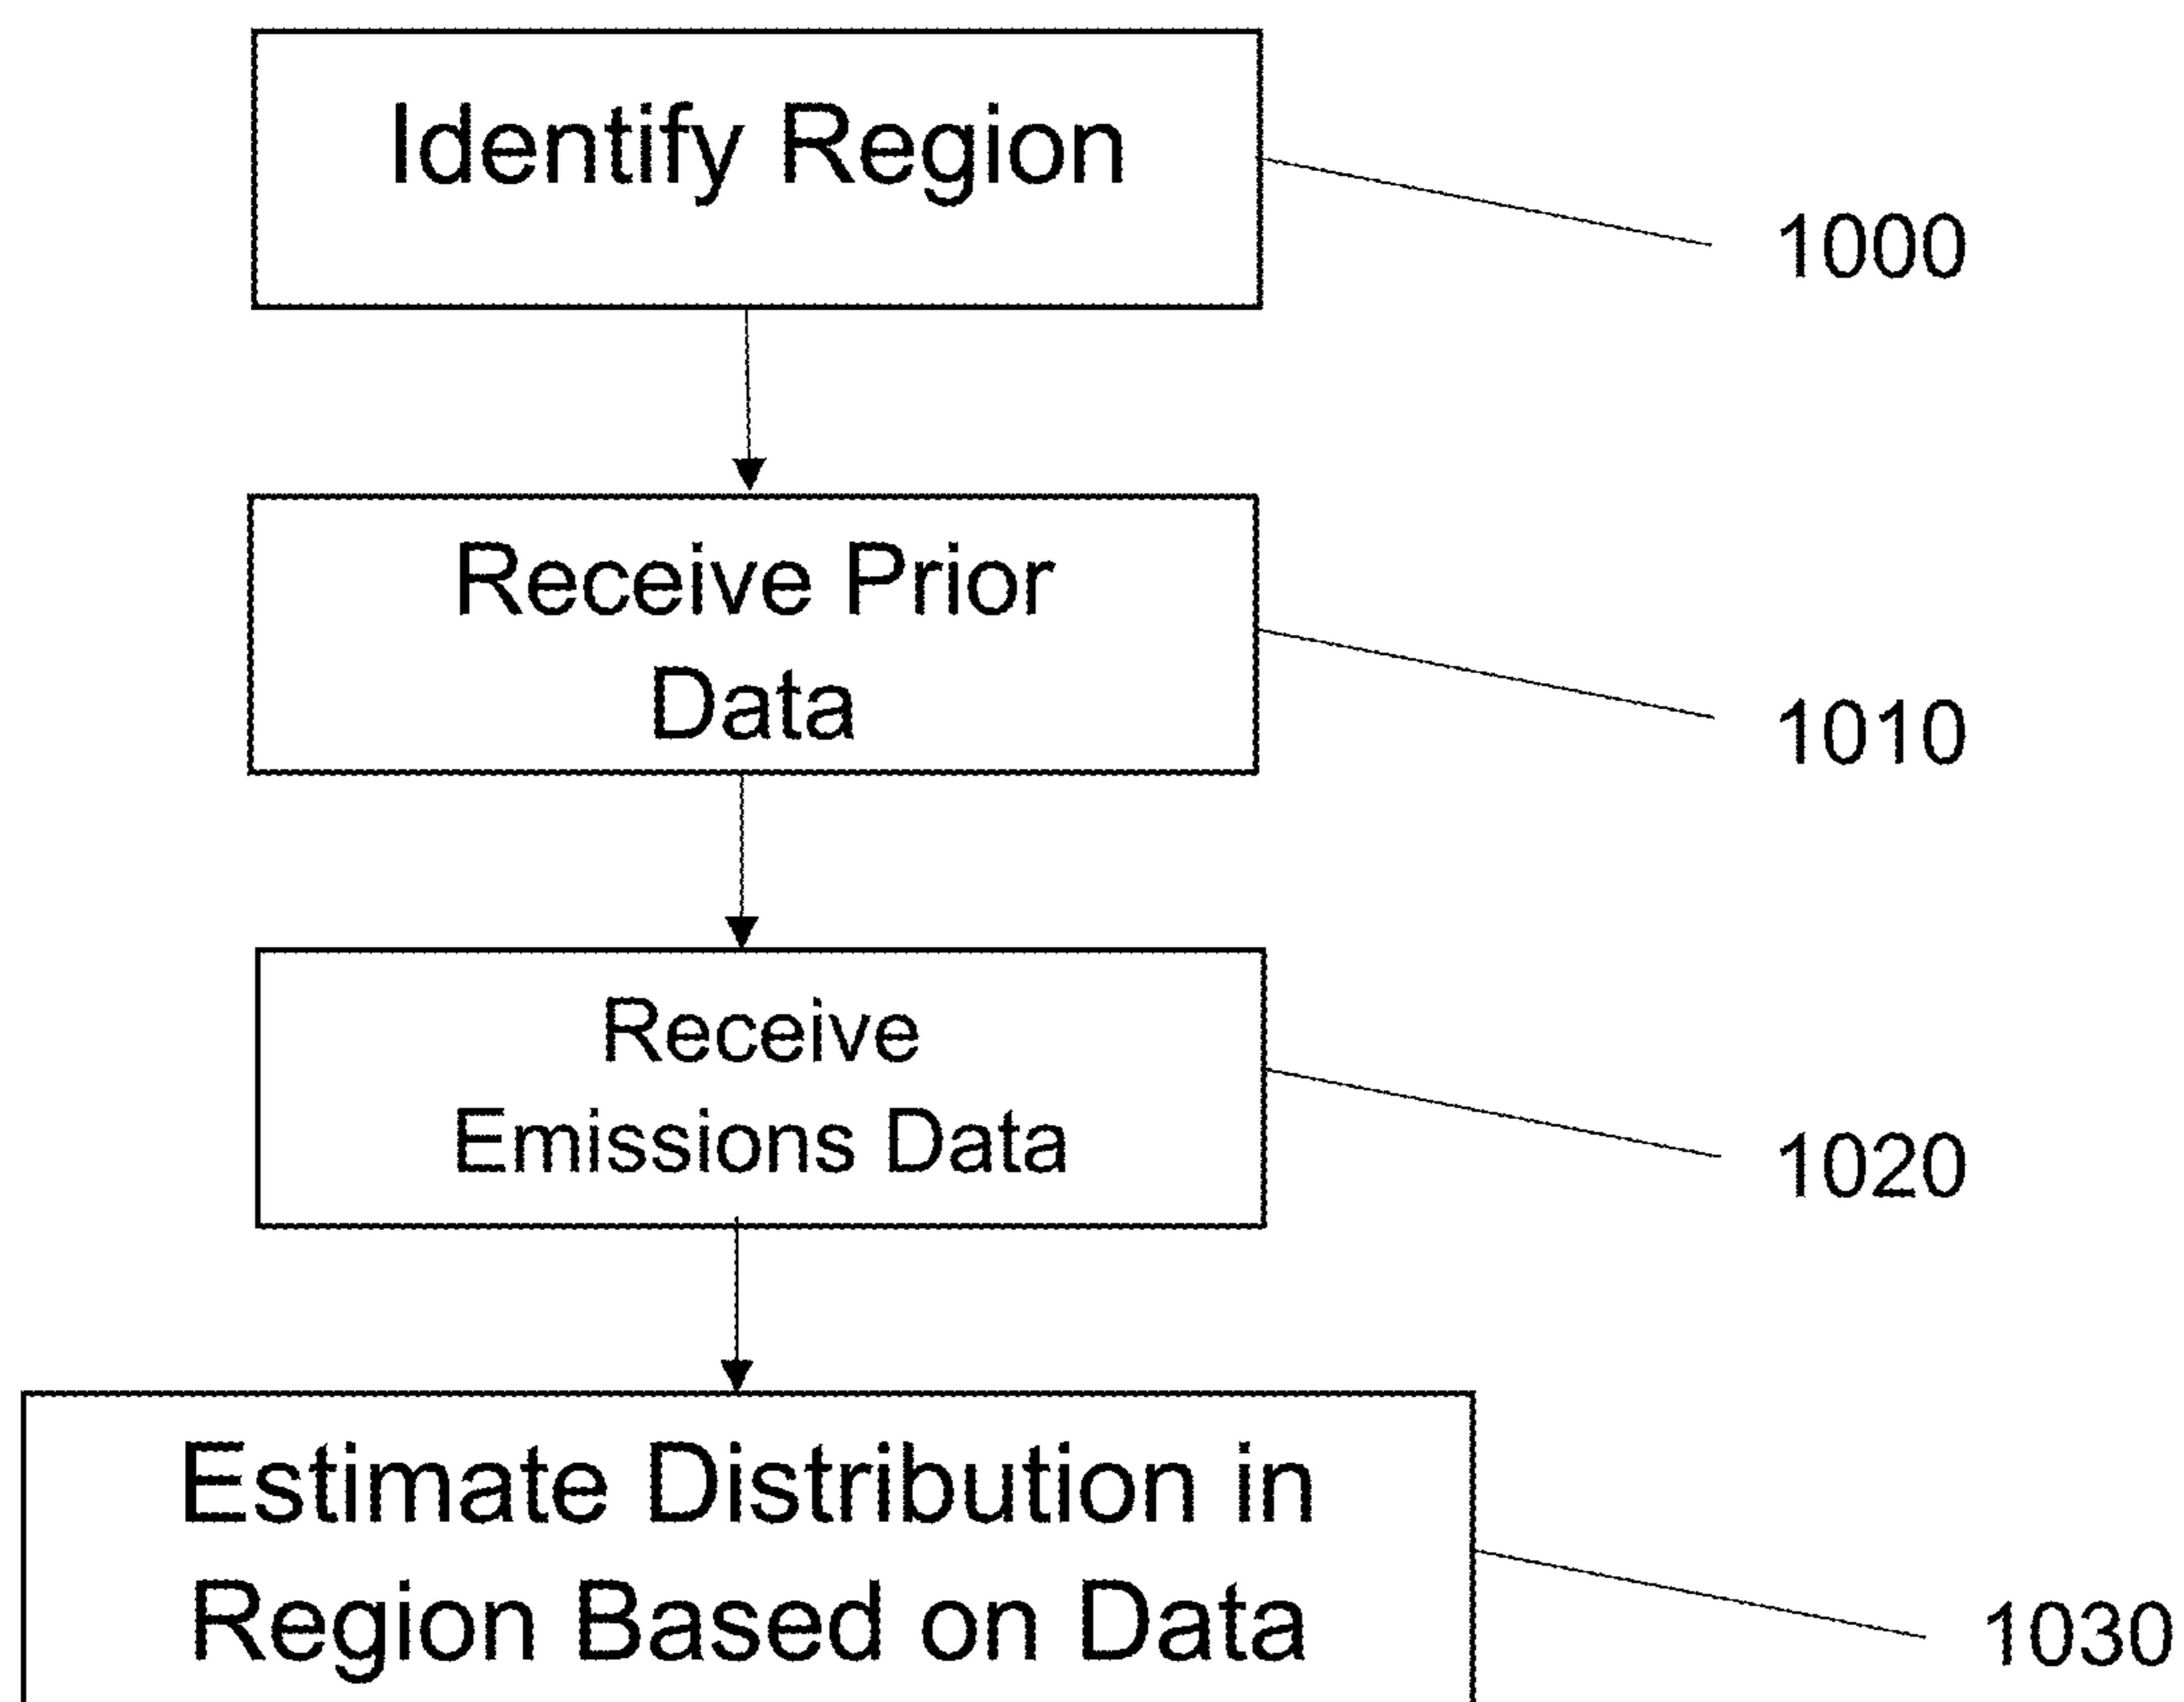 Identify Region
1000
Receive Prior
Data
1010
Receive
Emissions Data
1020
Estimate Distribution in
Region Based on Data
1030